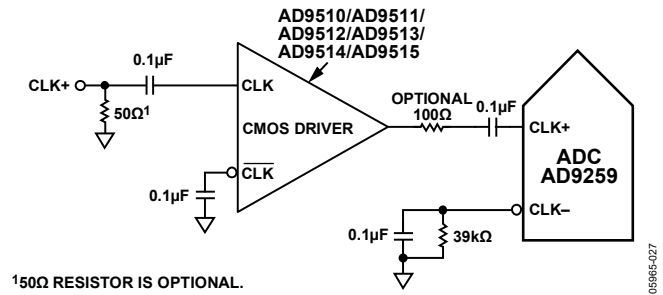 AD9510/AD9511/
AD9512/AD9513/
AD9514/AD9515
0.1µF
CLK+
50Ω¹
CLK
CMOS DRIVER
CLK
0.1µF
OPTIONAL
100Ω
0.1µF
CLK+
ADC
AD9259
CLK–
0.1µF
39kΩ
¹50Ω RESISTOR IS OPTIONAL.
05965-027